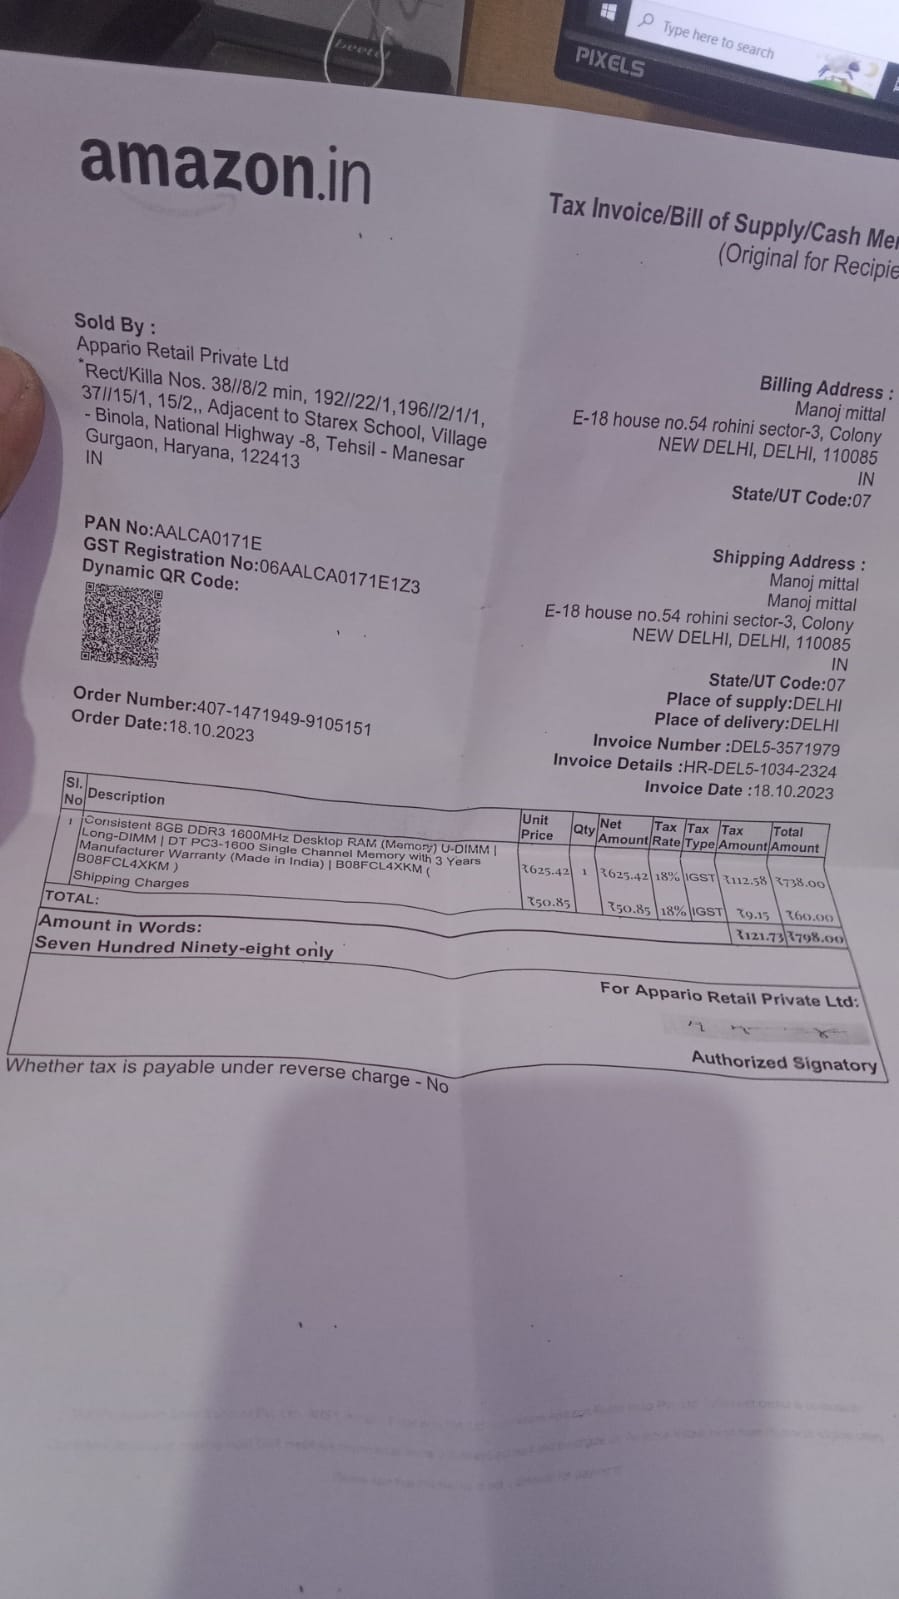 Type here to search
PIXELS
amazon.in
Tax Invoice/Bill of Supply/Cash
(Original for
Sold By :
Appario Retail Private Ltd
*Rect/Killa Nos. 38//8/2 min, 192//22/1,196//2/1/1,
37//15/1, 15/2,, Adjacent to Starex School, Village
- Binola, National Highway -8, Tehsil - Manesar
Gurgaon, Haryana, 122413
IN
Billing Address :
Manoj mittal
E-18 house no.54 rohini sector-3, Colony
NEW DELHI, DELHI, 110085
IN
State/UT Code:07
PAN No:AALCA0171E
GST Registration No:06AALCA0171E1Z3
Dynamic QR Code:
Shipping Address :
Manoj mittal
Manoj mittal
E-18 house no.54 rohini sector-3, Colony
NEW DELHI, DELHI, 110085
IN
State/UT Code:07
Place of supply:DELHI
Place of delivery:DELHI
Order Number:407-1471949-9105151
Order Date:18.10.2023
Invoice Number :DEL5-3571979
Invoice Details :HR-DEL5-1034-2324
Invoice Date :18.10.2023
Sl. No Description Unit Price Qty Net Amount Tax Rate Tax Type Tax Amount Total Amount
1 Consistent 8GB DDR3 1600MHz Desktop RAM (Memory) U-DIMM |
Long-DIMM | DT PC3-1600 Single Channel Memory with 3 Years
Manufacturer Warranty (Made in India) | B08FCL4XKM (
B08FCL4XKM )
₹625.42 1 ₹625.42 18% IGST ₹112.58 ₹738.00
Shipping Charges ₹50.85 ₹50.85 18% IGST ₹9.15 ₹60.00
TOTAL: ₹121.73 ₹798.00
Amount in Words:
Seven Hundred Ninety-eight only
For Appario Retail Private Ltd:
Authorized Signatory
Whether tax is payable under reverse charge - No